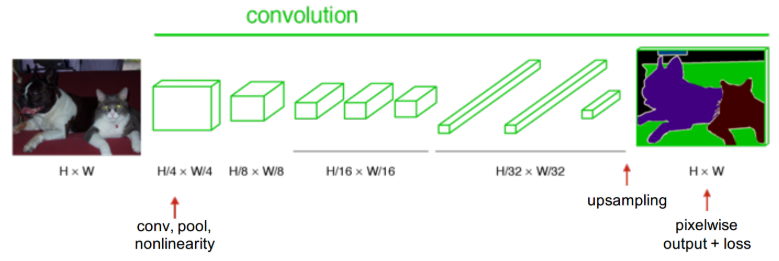 convolution
H × W
H/4 × W/4
H/8 × W/8
H/16 × W/16
H/32 × W/32
H × W
conv, pool,
nonlinearity
upsampling
pixelwise
output + loss